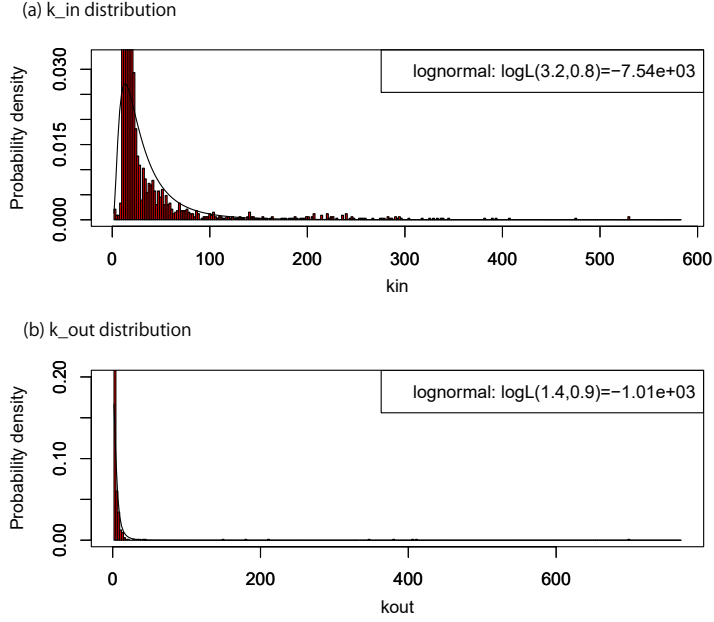 (a) k_in distribution
lognormal: logL(3.2,0.8)=−7.54e+03
Probability density
0.030
0.015
0.000
0 100 200 300 400 500 600
kin
(b) k_out distribution
lognormal: logL(1.4,0.9)=−1.01e+03
Probability density
0.20
0.10
0.00
0 200 400 600
kout